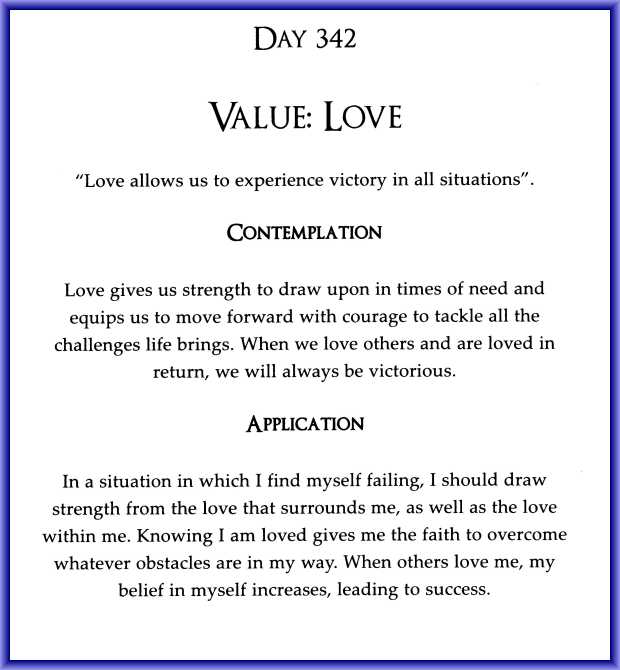 DAY 342
VALUE: LOVE
“Love allows us to experience victory in all situations”.
CONTEMPLATION
Love gives us strength to draw upon in times of need and
equips us to move forward with courage to tackle all the
challenges life brings. When we love others and are loved in
return, we will always be victorious.
APPLICATION
In a situation in which I find myself failing, I should draw
strength from the love that surrounds me, as well as the love
within me. Knowing I am loved gives me the faith to overcome
whatever obstacles are in my way. When others love me, my
belief in myself increases, leading to success.